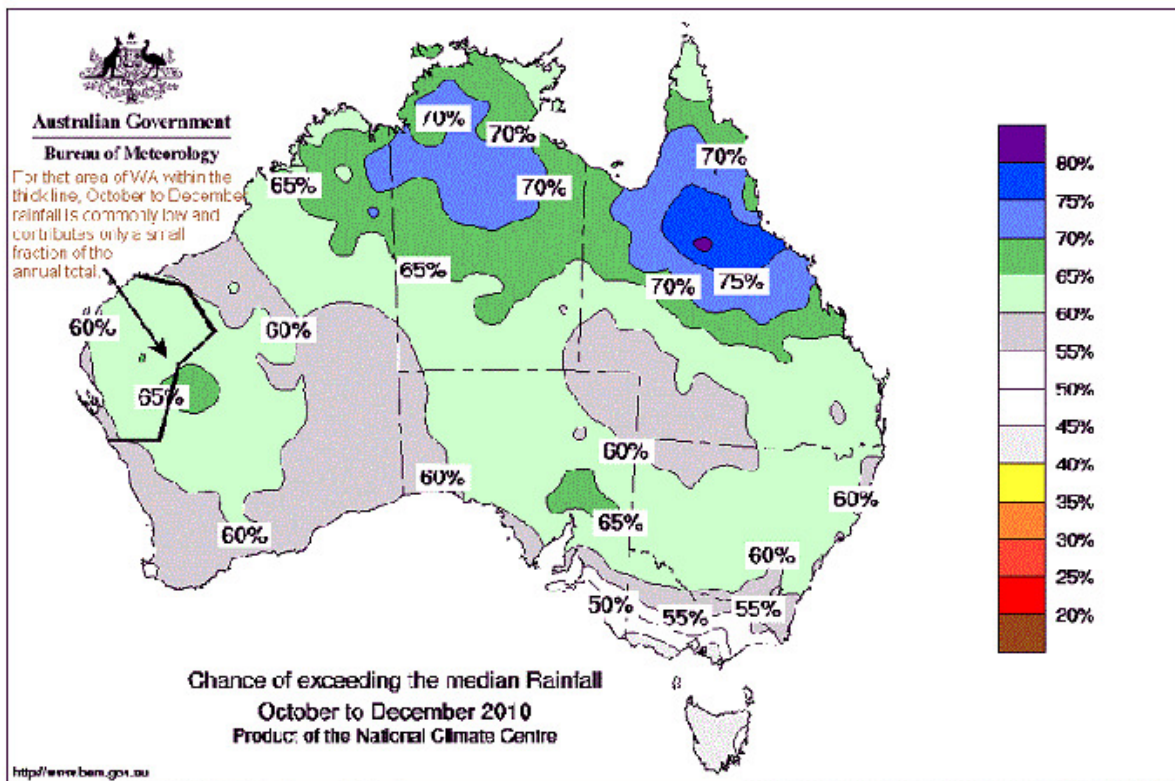 Australian Government
Bureau of Meteorology
For that area of WA within the
thick line, October to December
rainfall is commonly low and
contributes only a small
fraction of the
annual total.
70%
70%
70%
70%
65%
65%
70%
75%
60%
60%
65%
60%
60%
60%
65%
60%
60%
50%
55%
55%
80%
75%
70%
65%
60%
55%
50%
45%
40%
35%
30%
25%
20%
Chance of exceeding the median Rainfall
October to December 2010
Product of the National Climate Centre
http://www.bom.gov.au